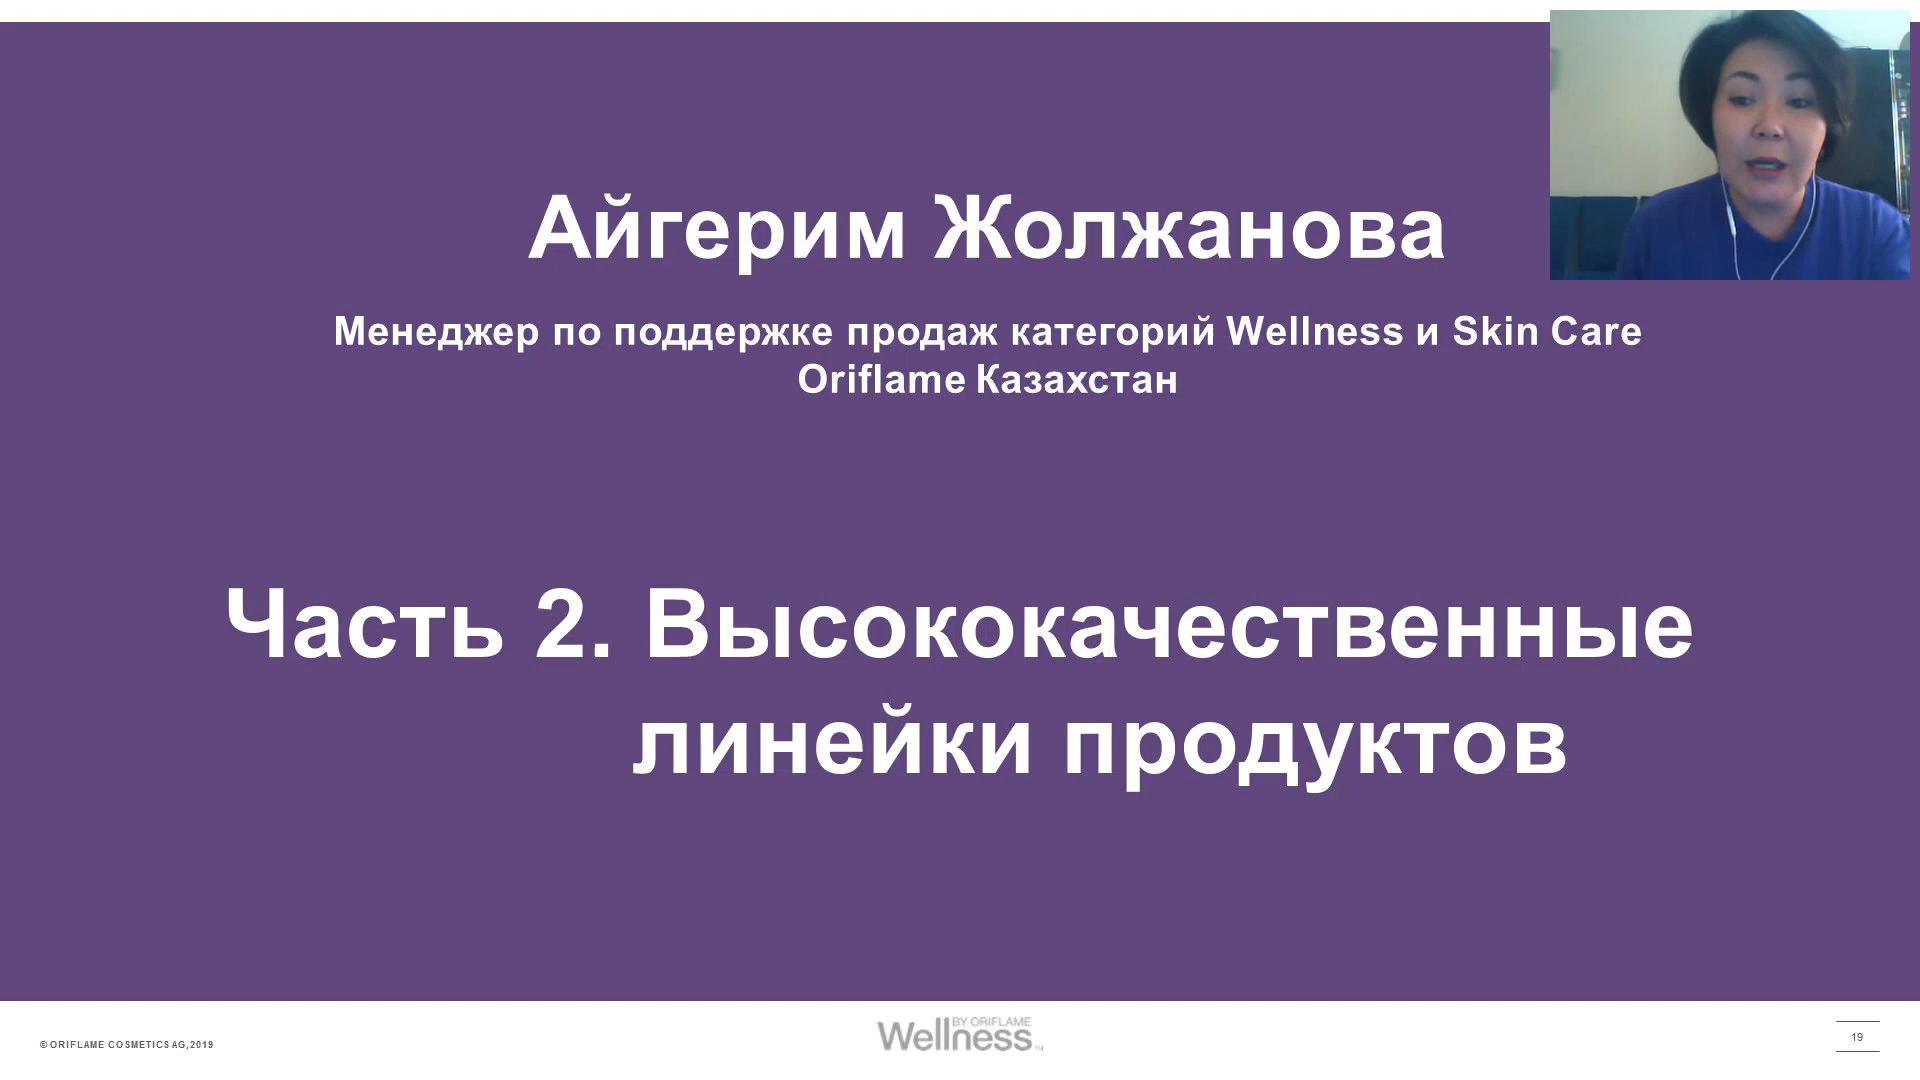 Айгерим Жолжанова
Менеджер по поддержке продаж категорий Wellness и Skin Care
Oriflame Казахстан
Часть 2. Высококачественные
линейки продуктов
© ORIFLAME COSMETICS AG, 2019
BY ORIFLAME
Wellness
19